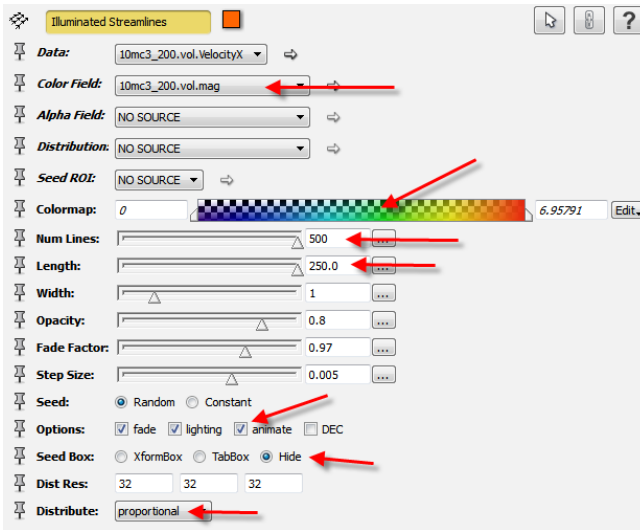 Illuminated Streamlines ?
Data: 10mc3_200.vol.VelocityX
Color Field: 10mc3_200.vol.mag
Alpha Field: NO SOURCE
Distribution: NO SOURCE
Seed ROI: NO SOURCE
Colormap: 0 6.95791 Edit
Num Lines: 500 ...
Length: 250.0 ...
Width: 1 ...
Opacity: 0.8 ...
Fade Factor: 0.97 ...
Step Size: 0.005 ...
Seed: Random Constant
Options: fade lighting animate DEC
Seed Box: XformBox TabBox Hide
Dist Res: 32 32 32
Distribute: proportional